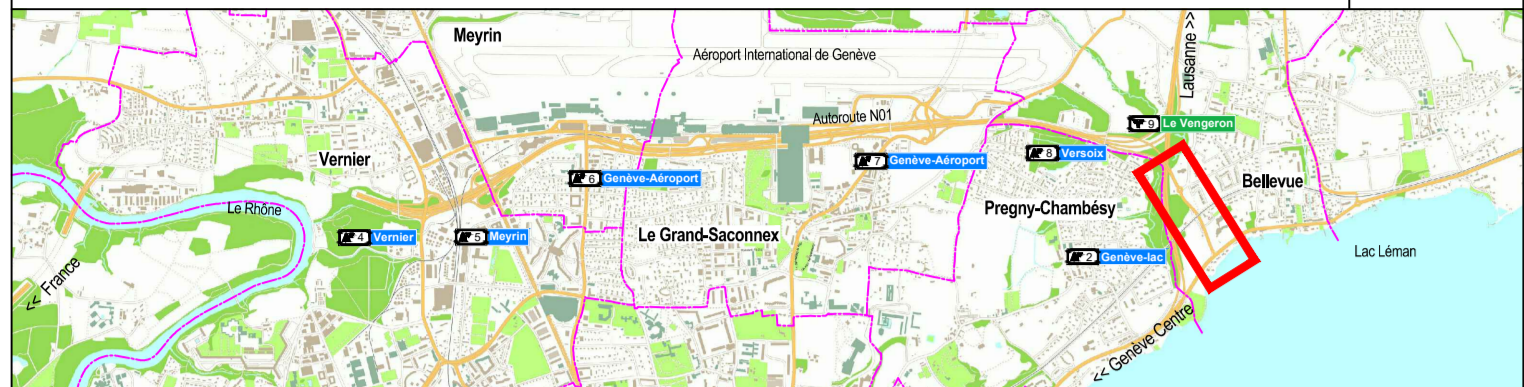 Meyrin
Aéroport International de Genève
Lausanne >>
Autoroute N01
9 Le Vengeron
Vernier
6 Genève-Aéroport
7 Genève-Aéroport
8 Versoix
Bellevue
Le Rhône
Pregny-Chambésy
4 Vernier
5 Meyrin
Le Grand-Saconnex
2 Genève-lac
Lac Léman
<< France
<< Genève Centre